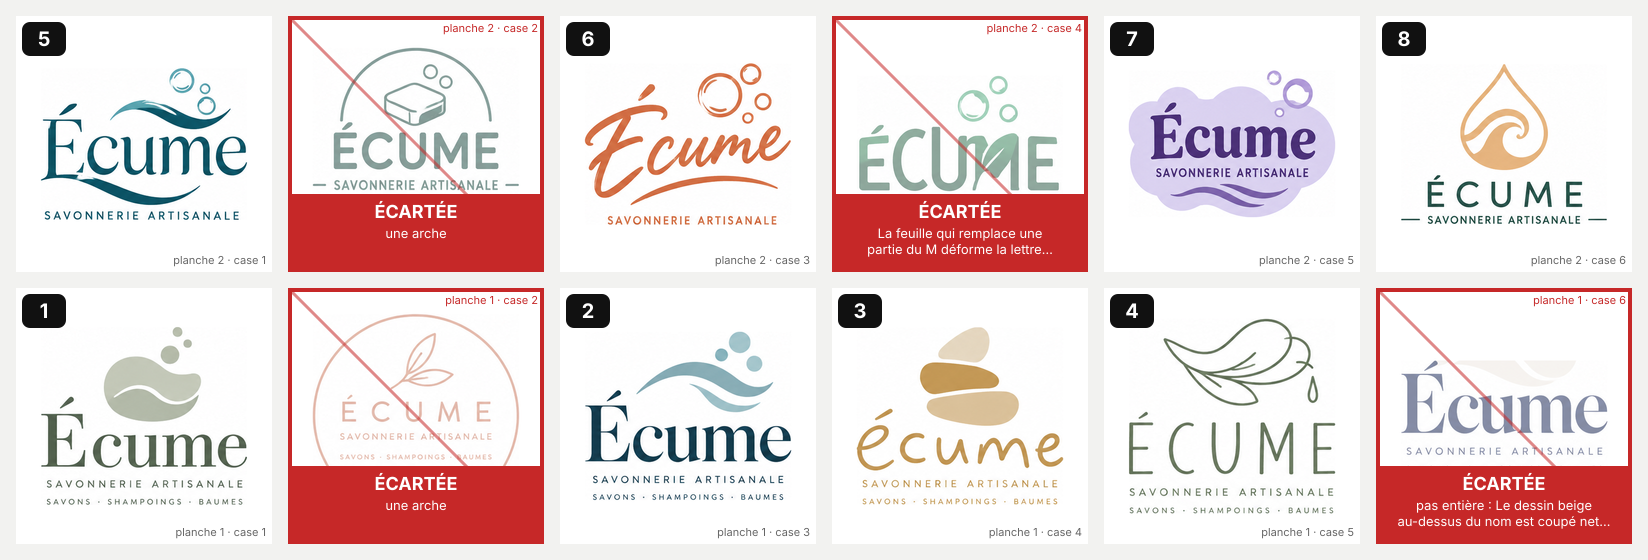 5
Écume
SAVONNERIE ARTISANALE
planche 2 · case 1
planche 2 · case 2
ÉCUME
SAVONNERIE ARTISANALE
ÉCARTÉE
une arche
6
Écume
SAVONNERIE ARTISANALE
planche 2 · case 3
planche 2 · case 4
ÉCUME
ÉCARTÉE
La feuille qui remplace une
partie du M déforme la lettre...
7
Écume
SAVONNERIE ARTISANALE
planche 2 · case 5
8
ÉCUME
SAVONNERIE ARTISANALE
planche 2 · case 6
1
Écume
SAVONNERIE ARTISANALE
SAVONS · SHAMPOINGS · BAUMES
planche 1 · case 1
planche 1 · case 2
ÉCUME
SAVONNERIE ARTISANALE
SAVONS · SHAMPOINGS · BAUMES
ÉCARTÉE
une arche
2
Écume
SAVONNERIE ARTISANALE
SAVONS · SHAMPOINGS · BAUMES
planche 1 · case 3
3
écume
SAVONNERIE ARTISANALE
SAVONS · SHAMPOINGS · BAUMES
planche 1 · case 4
4
ÉCUME
SAVONNERIE ARTISANALE
SAVONS · SHAMPOINGS · BAUMES
planche 1 · case 5
planche 1 · case 6
Écume
SAVONNERIE ARTISANALE
ÉCARTÉE
pas entière : Le dessin beige
au-dessus du nom est coupé net...